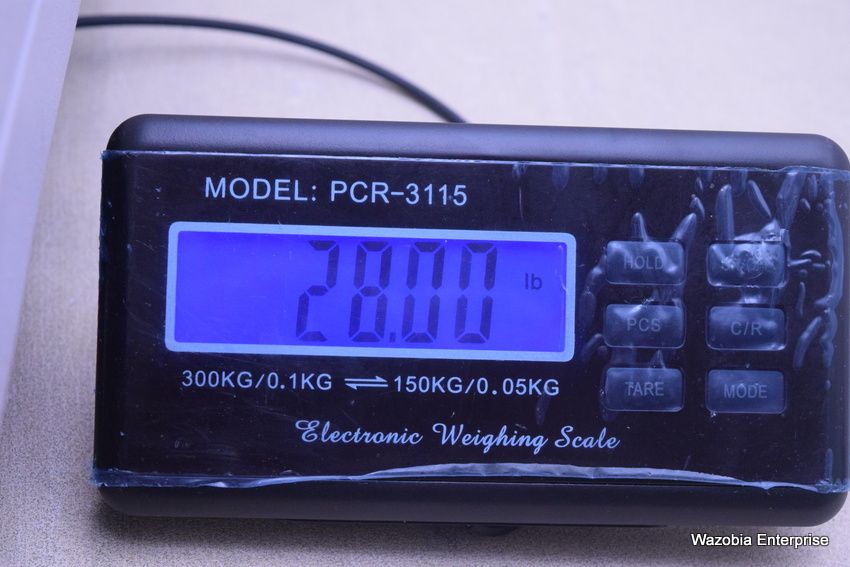 MODEL: PCR-3115
28.00 lb
HOLD
PCS C/R
TARE MODE
300KG/0.1KG ⇌ 150KG/0.05KG
Electronic Weighing Scale
Wazobia Enterprise